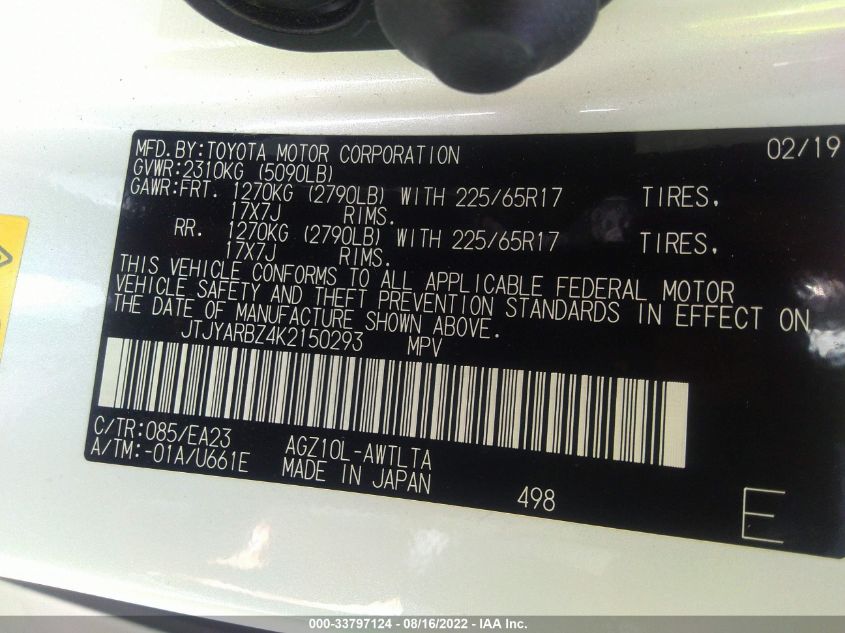 MFD.BY:TOYOTA MOTOR CORPORATION 02/19
GVWR:2310KG (5090LB)
GAWR:FRT. 1270KG (2790LB) WITH 225/65R17 TIRES,
17X7J RIMS.
RR. 1270KG (2790LB) WITH 225/65R17 TIRES,
17X7J RIMS.
THIS VEHICLE CONFORMS TO ALL APPLICABLE FEDERAL MOTOR
VEHICLE SAFETY AND THEFT PREVENTION STANDARDS IN EFFECT ON
THE DATE OF MANUFACTURE SHOWN ABOVE.
JTJYARBZ4K2150293 MPV
C/TR:085/EA23 AGZ10L-AWTLTA
A/TM:-01A/U661E MADE IN JAPAN
498 E
000-33797124 - 08/16/2022 - IAA Inc.